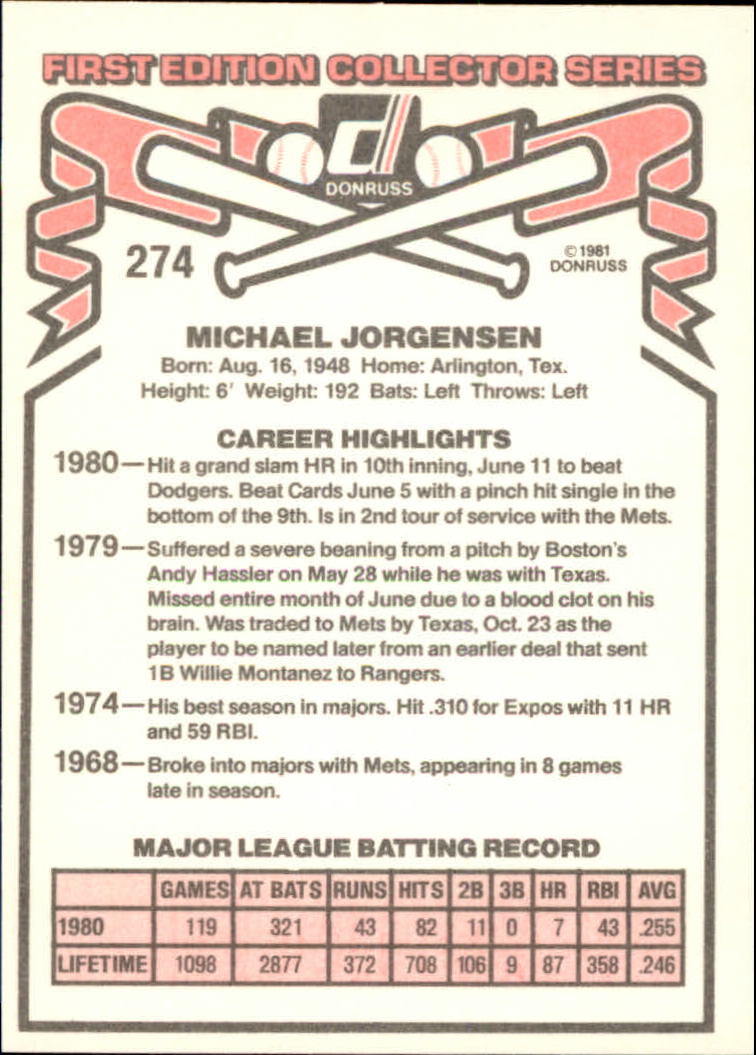 FIRST EDITION COLLECTOR SERIES
d
DONRUSS
274
© 1981
DONRUSS
MICHAEL JORGENSEN
Born: Aug. 16, 1948 Home: Arlington, Tex.
Height: 6' Weight: 192 Bats: Left Throws: Left
CAREER HIGHLIGHTS
1980—Hit a grand slam HR in 10th inning, June 11 to beat
Dodgers. Beat Cards June 5 with a pinch hit single in the
bottom of the 9th. Is in 2nd tour of service with the Mets.
1979—Suffered a severe beaning from a pitch by Boston's
Andy Hassler on May 28 while he was with Texas.
Missed entire month of June due to a blood clot on his
brain. Was traded to Mets by Texas, Oct. 23 as the
player to be named later from an earlier deal that sent
1B Willie Montanez to Rangers.
1974—His best season in majors. Hit .310 for Expos with 11 HR
and 59 RBI.
1968—Broke into majors with Mets, appearing in 8 games
late in season.
MAJOR LEAGUE BATTING RECORD
GAMES AT BATS RUNS HITS 2B 3B HR RBI AVG
1980 119 321 43 82 11 0 7 43 .255
LIFETIME 1098 2877 372 708 106 9 87 358 .246